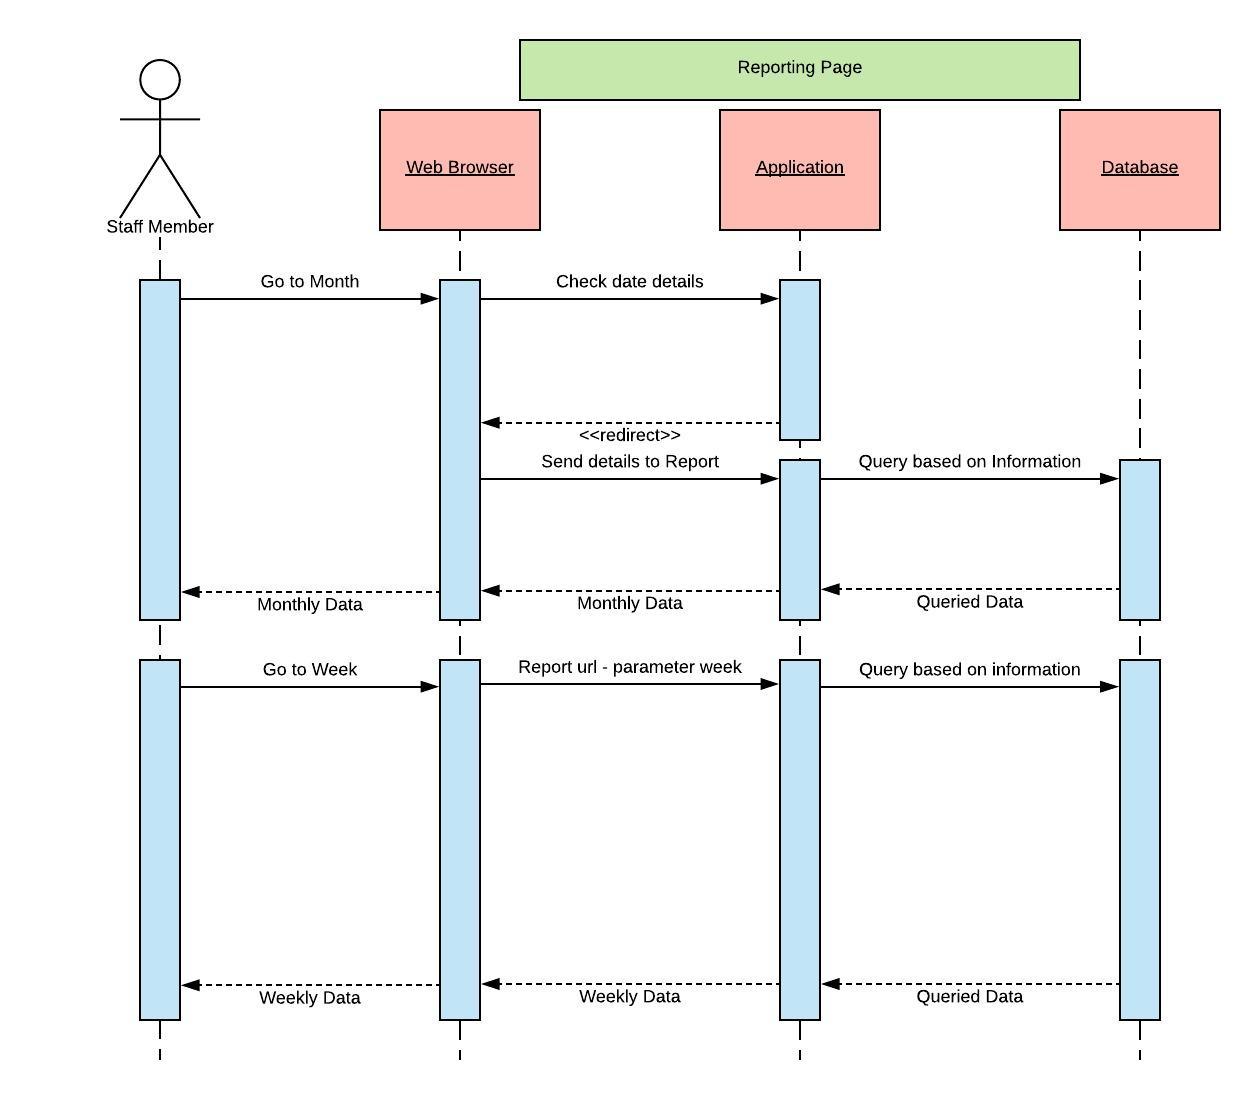 Reporting Page
Web Browser
Application
Database
Staff Member
Go to Month
Check date details
<<redirect>>
Send details to Report
Query based on Information
Monthly Data
Monthly Data
Queried Data
Go to Week
Report url - parameter week
Query based on information
Weekly Data
Weekly Data
Queried Data